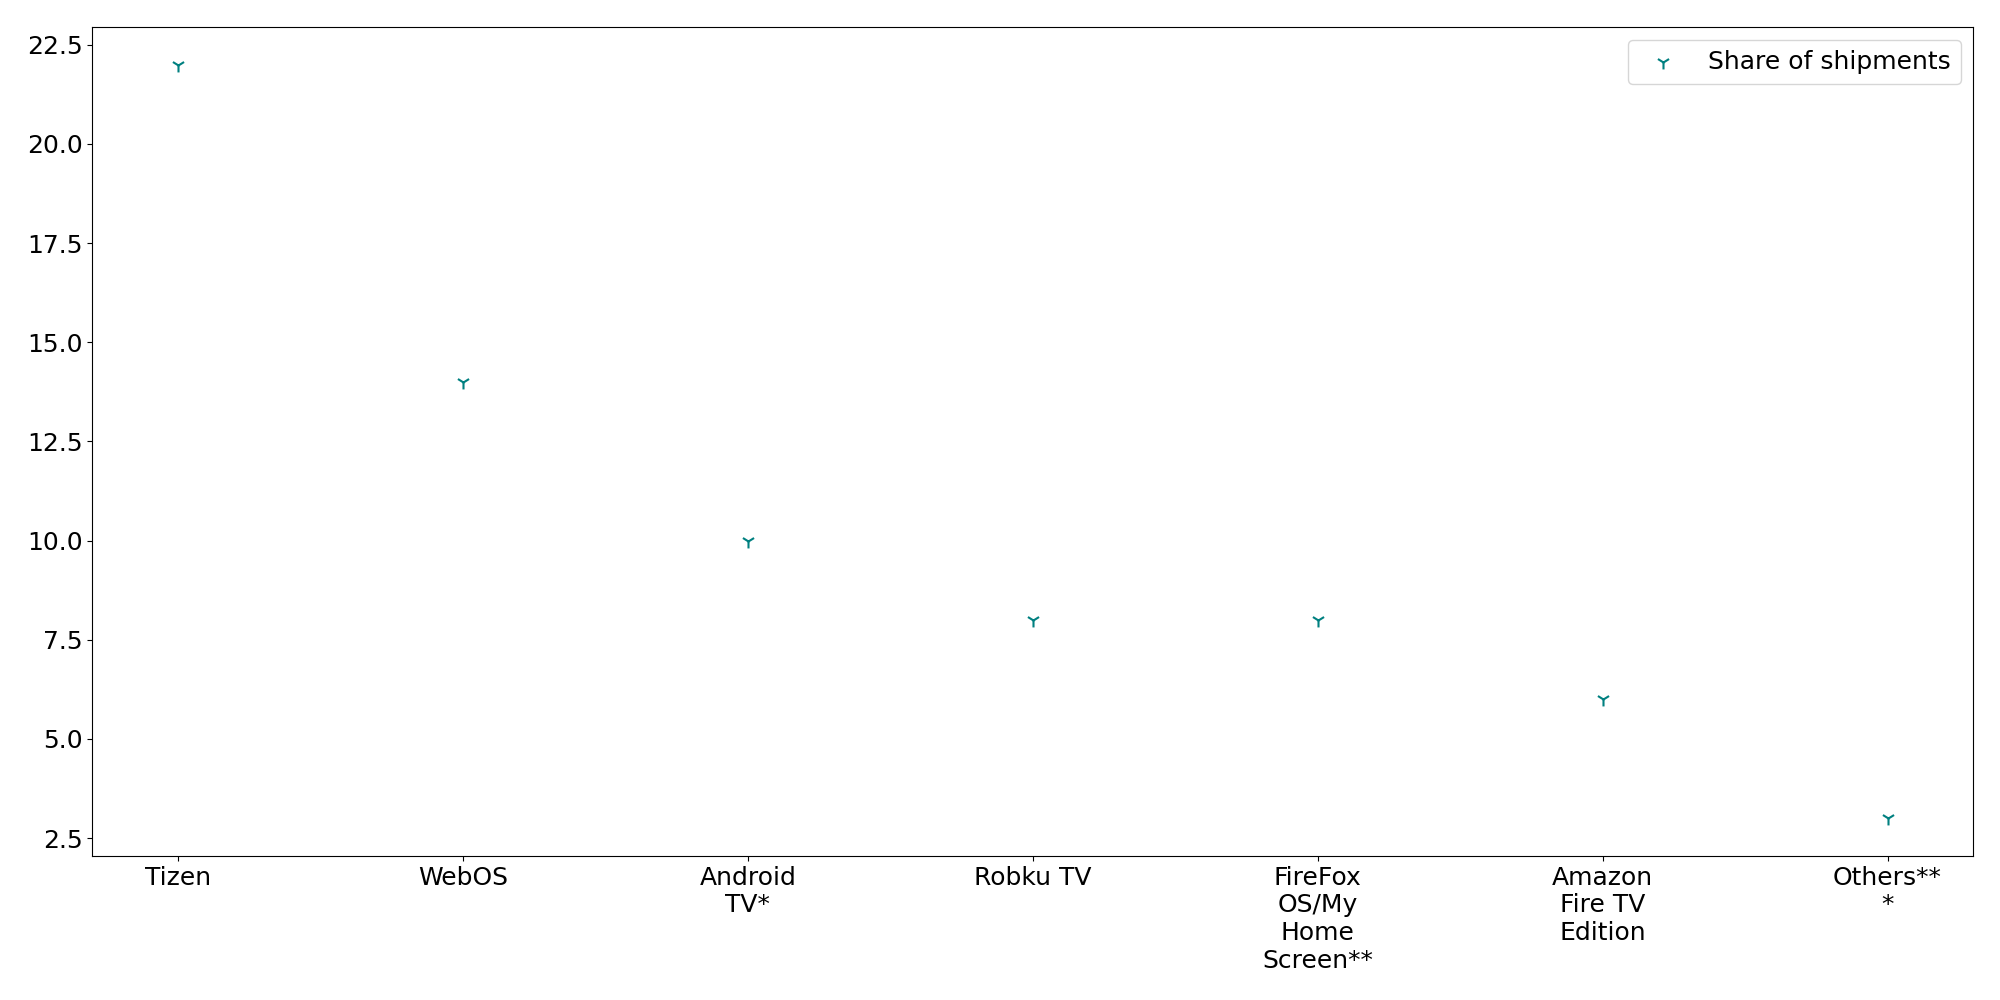 22.5
20.0
17.5
15.0
12.5
10.0
7.5
5.0
2.5
Share of shipments
Tizen
WebOS
Android
TV*
Robku TV
FireFox
OS/My
Home
Screen**
Amazon
Fire TV
Edition
Others**
*